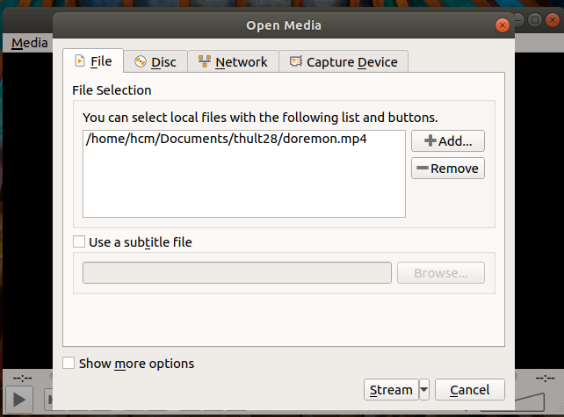 Open Media
Media
File
Disc
Network
Capture Device
File Selection
You can select local files with the following list and buttons.
/home/hcm/Documents/thult28/doremon.mp4
Add...
Remove
Use a subtitle file
Browse...
Show more options
--:--
--:--
Stream
Cancel